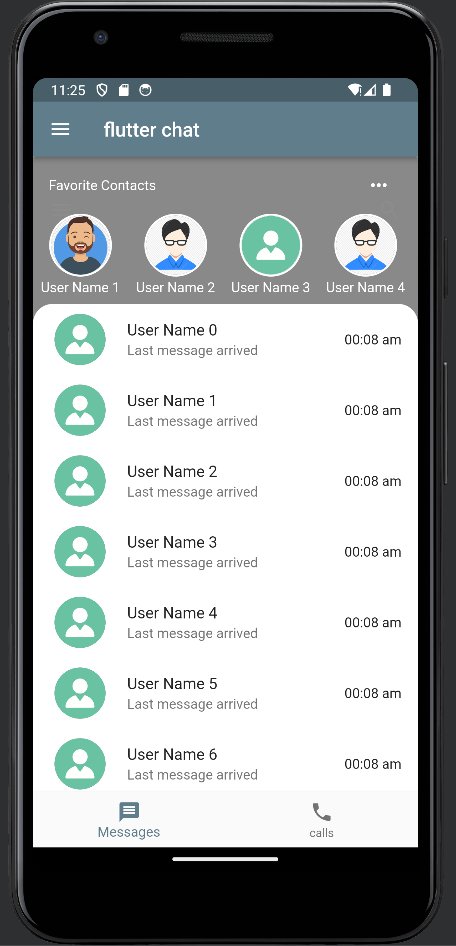 11:25
flutter chat
Favorite Contacts
User Name 1 User Name 2 User Name 3 User Name 4
User Name 0
Last message arrived
00:08 am
User Name 1
Last message arrived
00:08 am
User Name 2
Last message arrived
00:08 am
User Name 3
Last message arrived
00:08 am
User Name 4
Last message arrived
00:08 am
User Name 5
Last message arrived
00:08 am
User Name 6
Last message arrived
00:08 am
Messages calls